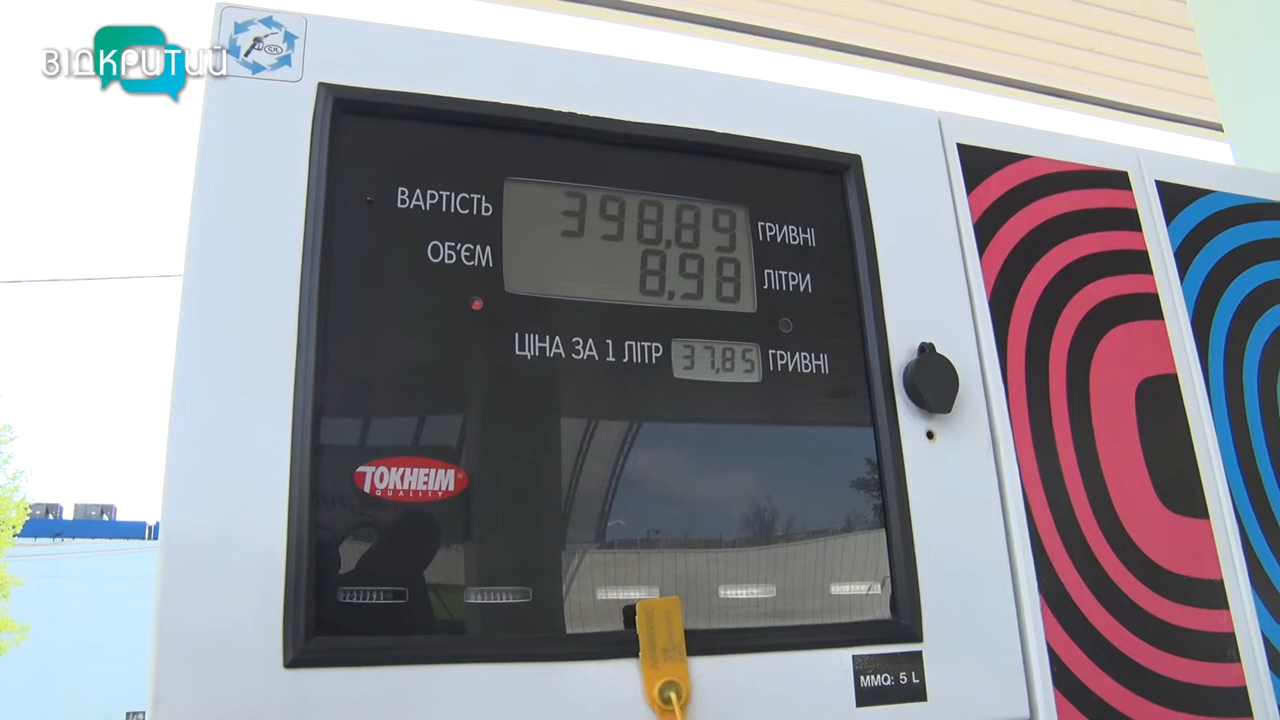 ВІДКРИТИЙ
ВАРТІСТЬ 398,89 ГРИВНІ
ОБ'ЄМ 8,98 ЛІТРИ
ЦІНА ЗА 1 ЛІТР 37,85 ГРИВНІ
TOKHEIM
QUALITY
MMQ: 5 L